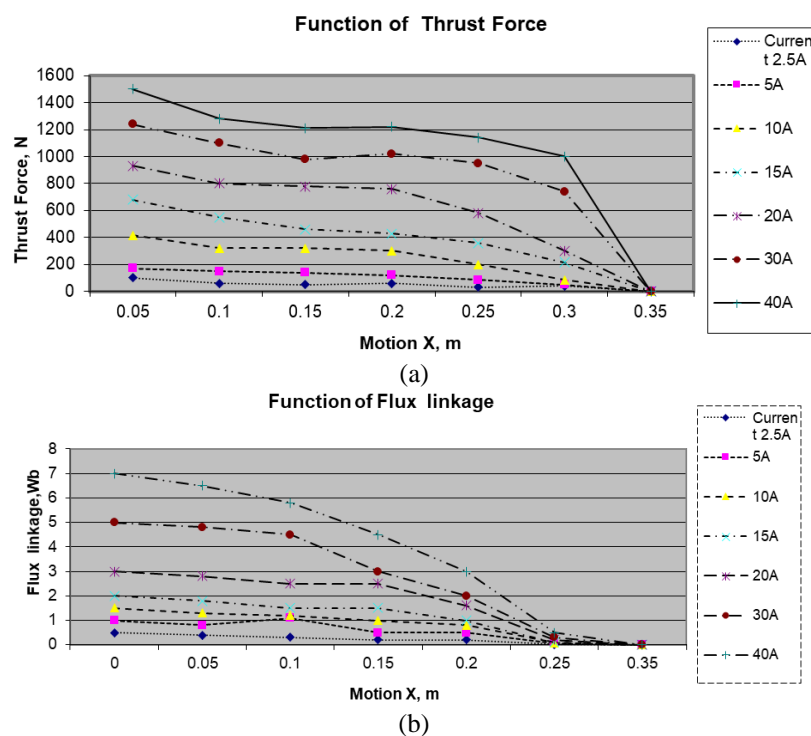 Function of Thrust Force
Thrust Force, N
1600
1400
1200
1000
800
600
400
200
0
0.05 0.1 0.15 0.2 0.25 0.3 0.35
Motion X, m
Curren
t 2.5A
5A
10A
15A
20A
30A
40A
(a)
Function of Flux linkage
Flux linkage,Wb
8
7
6
5
4
3
2
1
0
0 0.05 0.1 0.15 0.2 0.25 0.35
Motion X, m
Curren
t 2.5A
5A
10A
15A
20A
30A
40A
(b)